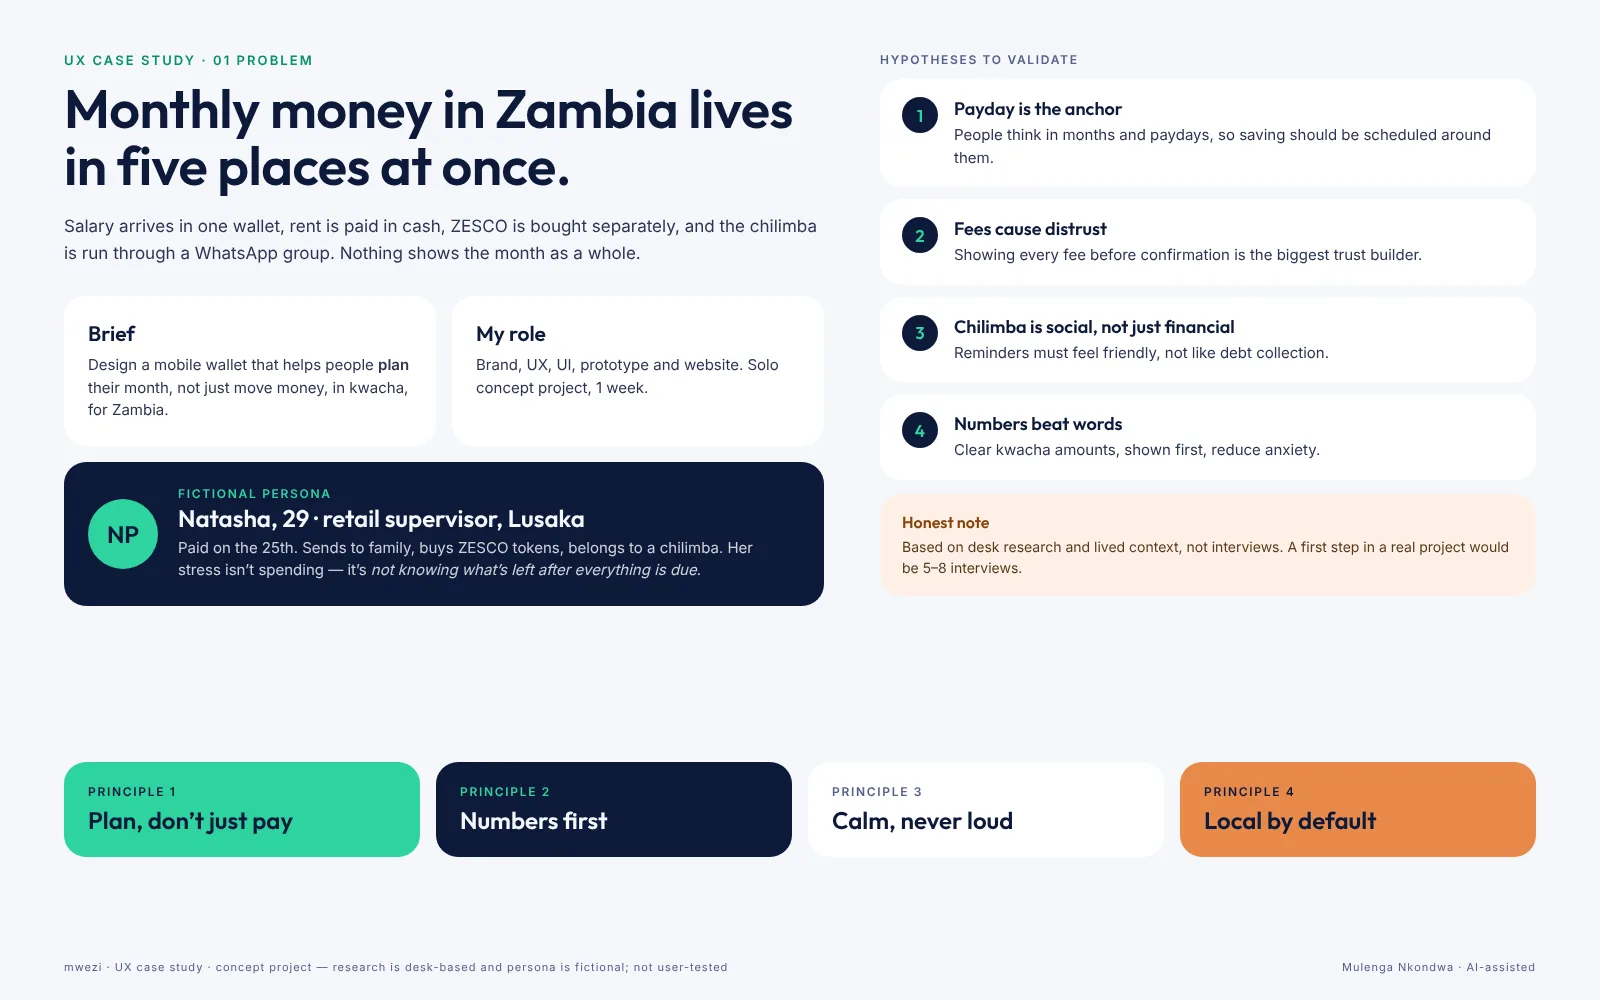 UX CASE STUDY · 01 PROBLEM
Monthly money in Zambia lives
in five places at once.
Salary arrives in one wallet, rent is paid in cash, ZESCO is bought separately, and the chilimba
is run through a WhatsApp group. Nothing shows the month as a whole.
Brief
Design a mobile wallet that helps people plan
their month, not just move money, in kwacha,
for Zambia.
My role
Brand, UX, UI, prototype and website. Solo
concept project, 1 week.
NP
FICTIONAL PERSONA
Natasha, 29 · retail supervisor, Lusaka
Paid on the 25th. Sends to family, buys ZESCO tokens, belongs to a chilimba. Her
stress isn’t spending — it’s not knowing what’s left after everything is due.
HYPOTHESES TO VALIDATE
1
Payday is the anchor
People think in months and paydays, so saving should be scheduled around
them.
2
Fees cause distrust
Showing every fee before confirmation is the biggest trust builder.
3
Chilimba is social, not just financial
Reminders must feel friendly, not like debt collection.
4
Numbers beat words
Clear kwacha amounts, shown first, reduce anxiety.
Honest note
Based on desk research and lived context, not interviews. A first step in a real project would
be 5–8 interviews.
PRINCIPLE 1
Plan, don’t just pay
PRINCIPLE 2
Numbers first
PRINCIPLE 3
Calm, never loud
PRINCIPLE 4
Local by default
mwezi · UX case study · concept project — research is desk-based and persona is fictional; not user-tested
Mulenga Nkondwa · AI-assisted